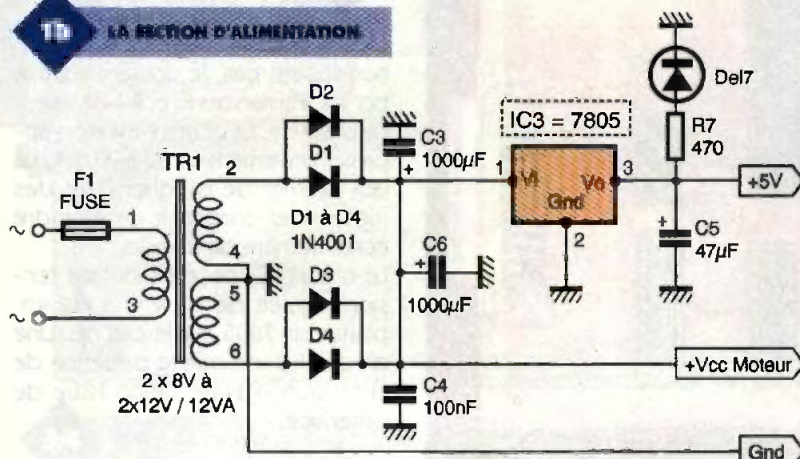 1b LA SECTION D'ALIMENTATION
F1
FUSE
1
3
TR1
2
4
5
6
2 x 8V à
2x12V / 12VA
D2
D1
D1 à D4
1N4001
D3
D4
C3
1000µF
+
C6
+
1000µF
C4
100nF
IC3 = 7805
1
Vi
Vo
3
Gnd
2
Del7
R7
470
+
C5
47µF
+5V
+Vcc Moteur
Gnd